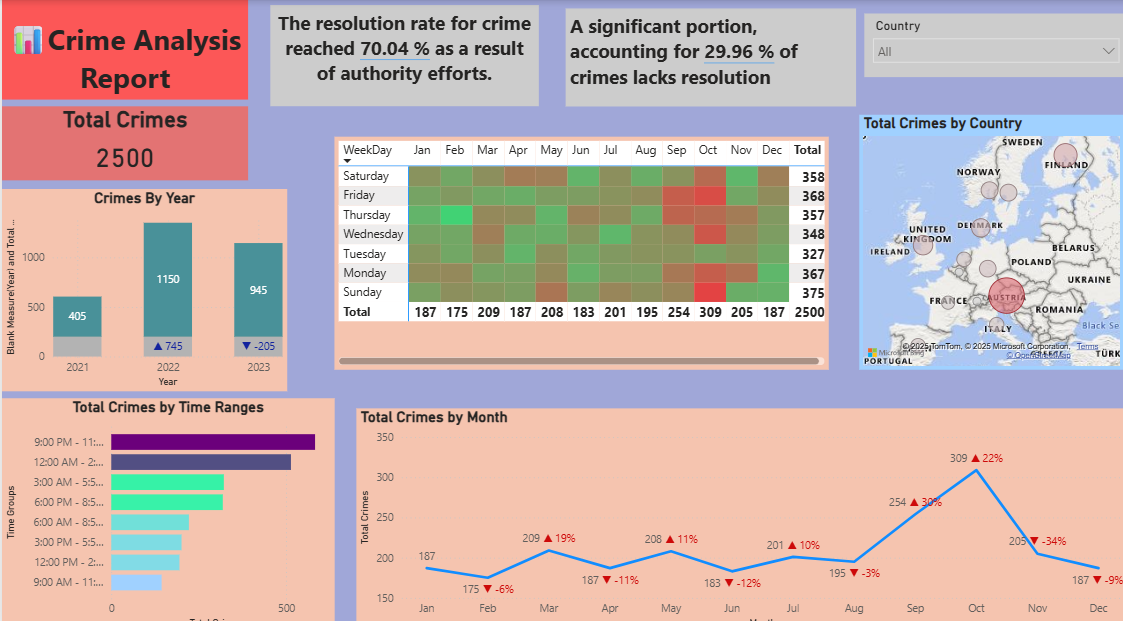 Crime Analysis
Report
The resolution rate for crime
reached 70.04 % as a result
of authority efforts.
A significant portion,
accounting for 29.96 % of
crimes lacks resolution
Country
All
Total Crimes
2500
Crimes By Year
Blank Measure(Year) and Total...
1000
500
0
405
1150
945
▲ 745
▼ -205
2021 2022 2023
Year
WeekDay Jan Feb Mar Apr May Jun Jul Aug Sep Oct Nov Dec Total
Saturday 358
Friday 368
Thursday 357
Wednesday 348
Tuesday 327
Monday 367
Sunday 375
Total 187 175 209 187 208 183 201 195 254 309 205 187 2500
Total Crimes by Country
SWEDEN
FINLAND
NORWAY
DENMARK
UNITED
KINGDOM
IRELAND
BELARUS
POLAND
UKRAINE
FRANCE
AUSTRIA
ROMANIA
ITALY
Black Se
© 2025 TomTom, © 2025 Microsoft Corporation, Terms
© OpenStreetMap
PORTUGAL
TÜRK
Total Crimes by Time Ranges
Time Groups
9:00 PM - 11:...
12:00 AM - 2:...
3:00 AM - 5:5...
6:00 PM - 8:5...
6:00 AM - 8:5...
3:00 PM - 5:5...
12:00 PM - 2:...
9:00 AM - 11:...
0 500
Total Crimes by Month
Total Crimes
350
300
250
200
150
187
175 ▼ -6%
209 ▲ 19%
187 ▼ -11%
208 ▲ 11%
183 ▼ -12%
201 ▲ 10%
195 ▼ -3%
254 ▲ 30%
309 ▲ 22%
205 ▼ -34%
187 ▼ -9%
Jan Feb Mar Apr May Jun Jul Aug Sep Oct Nov Dec